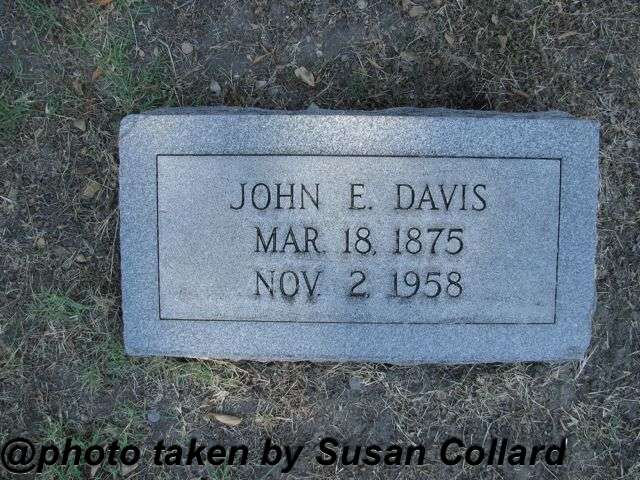 JOHN E. DAVIS
MAR. 18, 1875
NOV. 2, 1958
@photo taken by Susan Collard